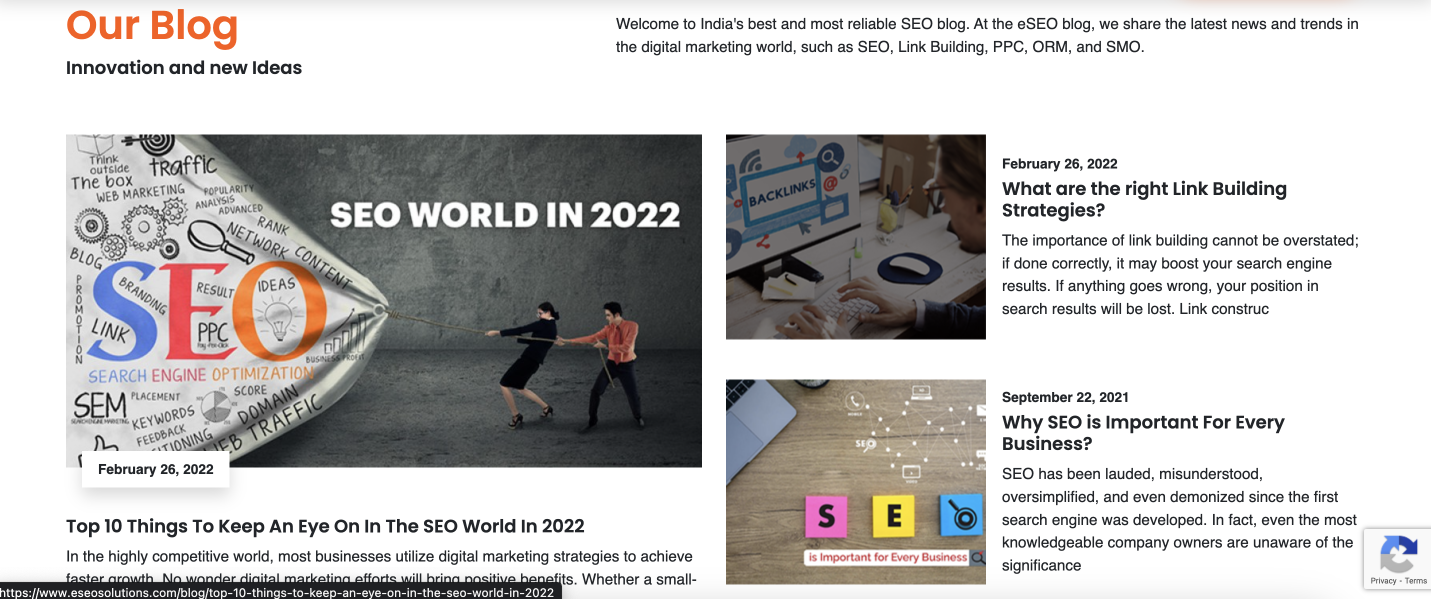 Our Blog
Innovation and new Ideas
Welcome to India's best and most reliable SEO blog. At the eSEO blog, we share the latest news and trends in
the digital marketing world, such as SEO, Link Building, PPC, ORM, and SMO.
Think
outside
The box
TRAFFIC
WEB MARKETING
POPULARITY
ANALYSIS
ADVANCED
RANK
NETWORK
CONTENT
BLOG
PROMOTION
SEO
BRANDING
RESULT
IDEAS
LINK
PPC
BUSINESS PROFIT
SEARCH ENGINE OPTIMIZATION
SEM
SEARCH ENGINE MARKETING
PLACEMENT
SCORE
KEYWORDS
DOMAIN
FEEDBACK
WEB TRAFFIC
SEO WORLD IN 2022
February 26, 2022
Top 10 Things To Keep An Eye On In The SEO World In 2022
In the highly competitive world, most businesses utilize digital marketing strategies to achieve
faster growth. No wonder digital marketing efforts will bring positive benefits. Whether a small-
BACKLINKS
February 26, 2022
What are the right Link Building
Strategies?
The importance of link building cannot be overstated;
if done correctly, it may boost your search engine
results. If anything goes wrong, your position in
search results will be lost. Link construc
SEO
S E
is Important for Every Business
September 22, 2021
Why SEO is Important For Every
Business?
SEO has been lauded, misunderstood,
oversimplified, and even demonized since the first
search engine was developed. In fact, even the most
knowledgeable company owners are unaware of the
significance
Privacy - Terms
https://www.eseosolutions.com/blog/top-10-things-to-keep-an-eye-on-in-the-seo-world-in-2022